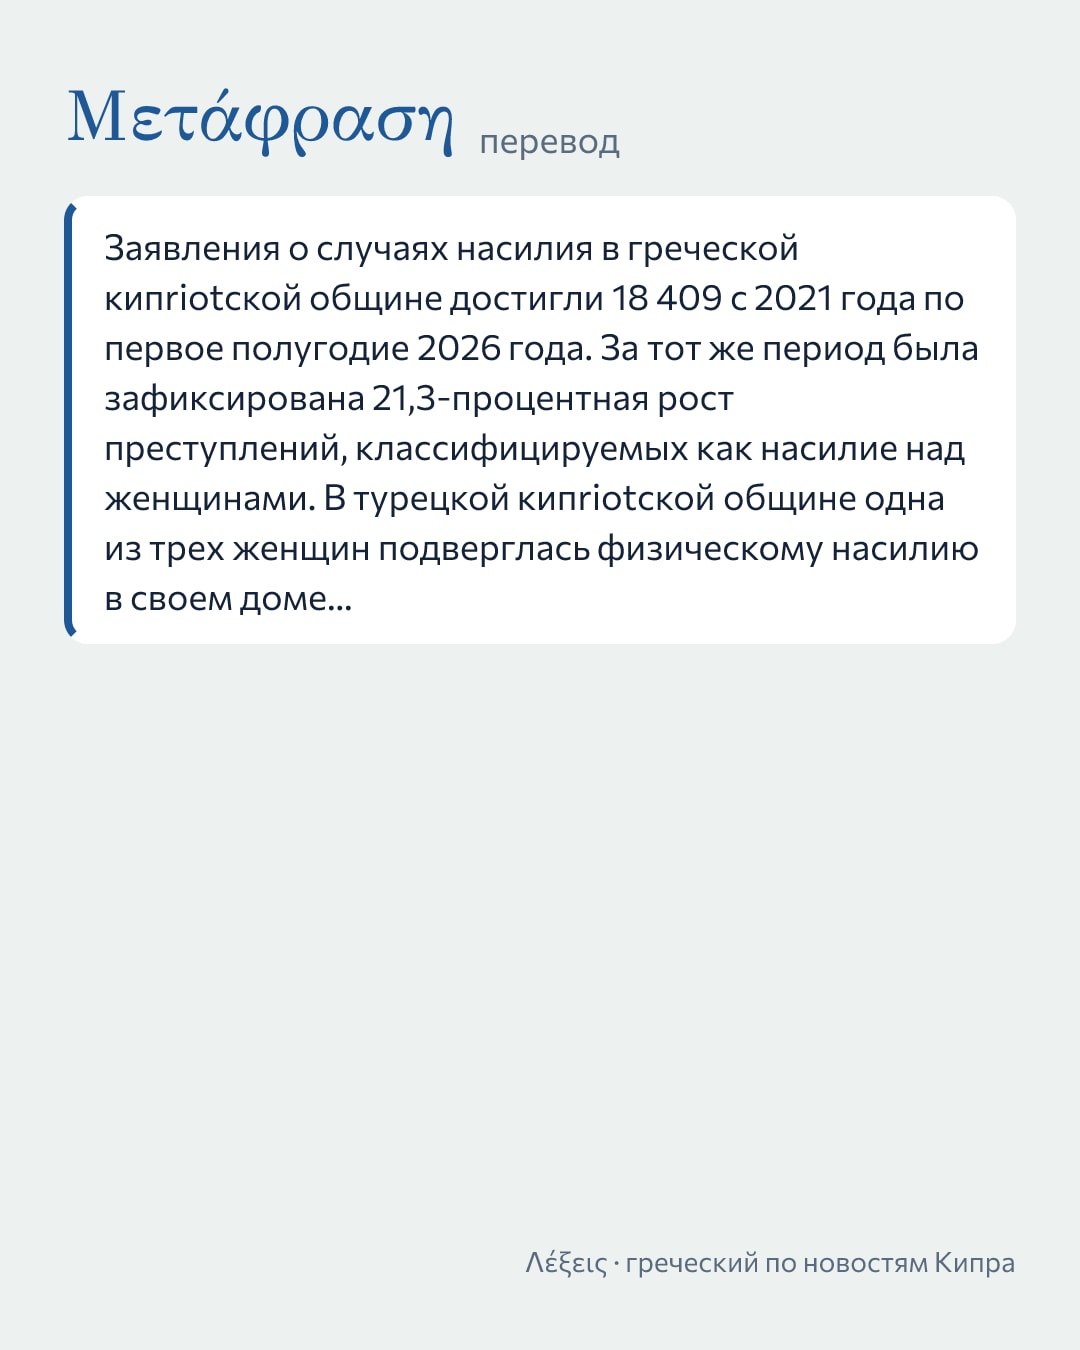 Μετάφραση перевод
Заявления о случаях насилия в греческой
кипriotской общине достигли 18 409 с 2021 года по
первое полугодие 2026 года. За тот же период была
зафиксирована 21,3-процентная рост
преступлений, классифицируемых как насилие над
женщинами. В турецкой кипriotской общине одна
из трех женщин подверглась физическому насилию
в своем доме...
Λέξεις · греческий по новостям Кипра